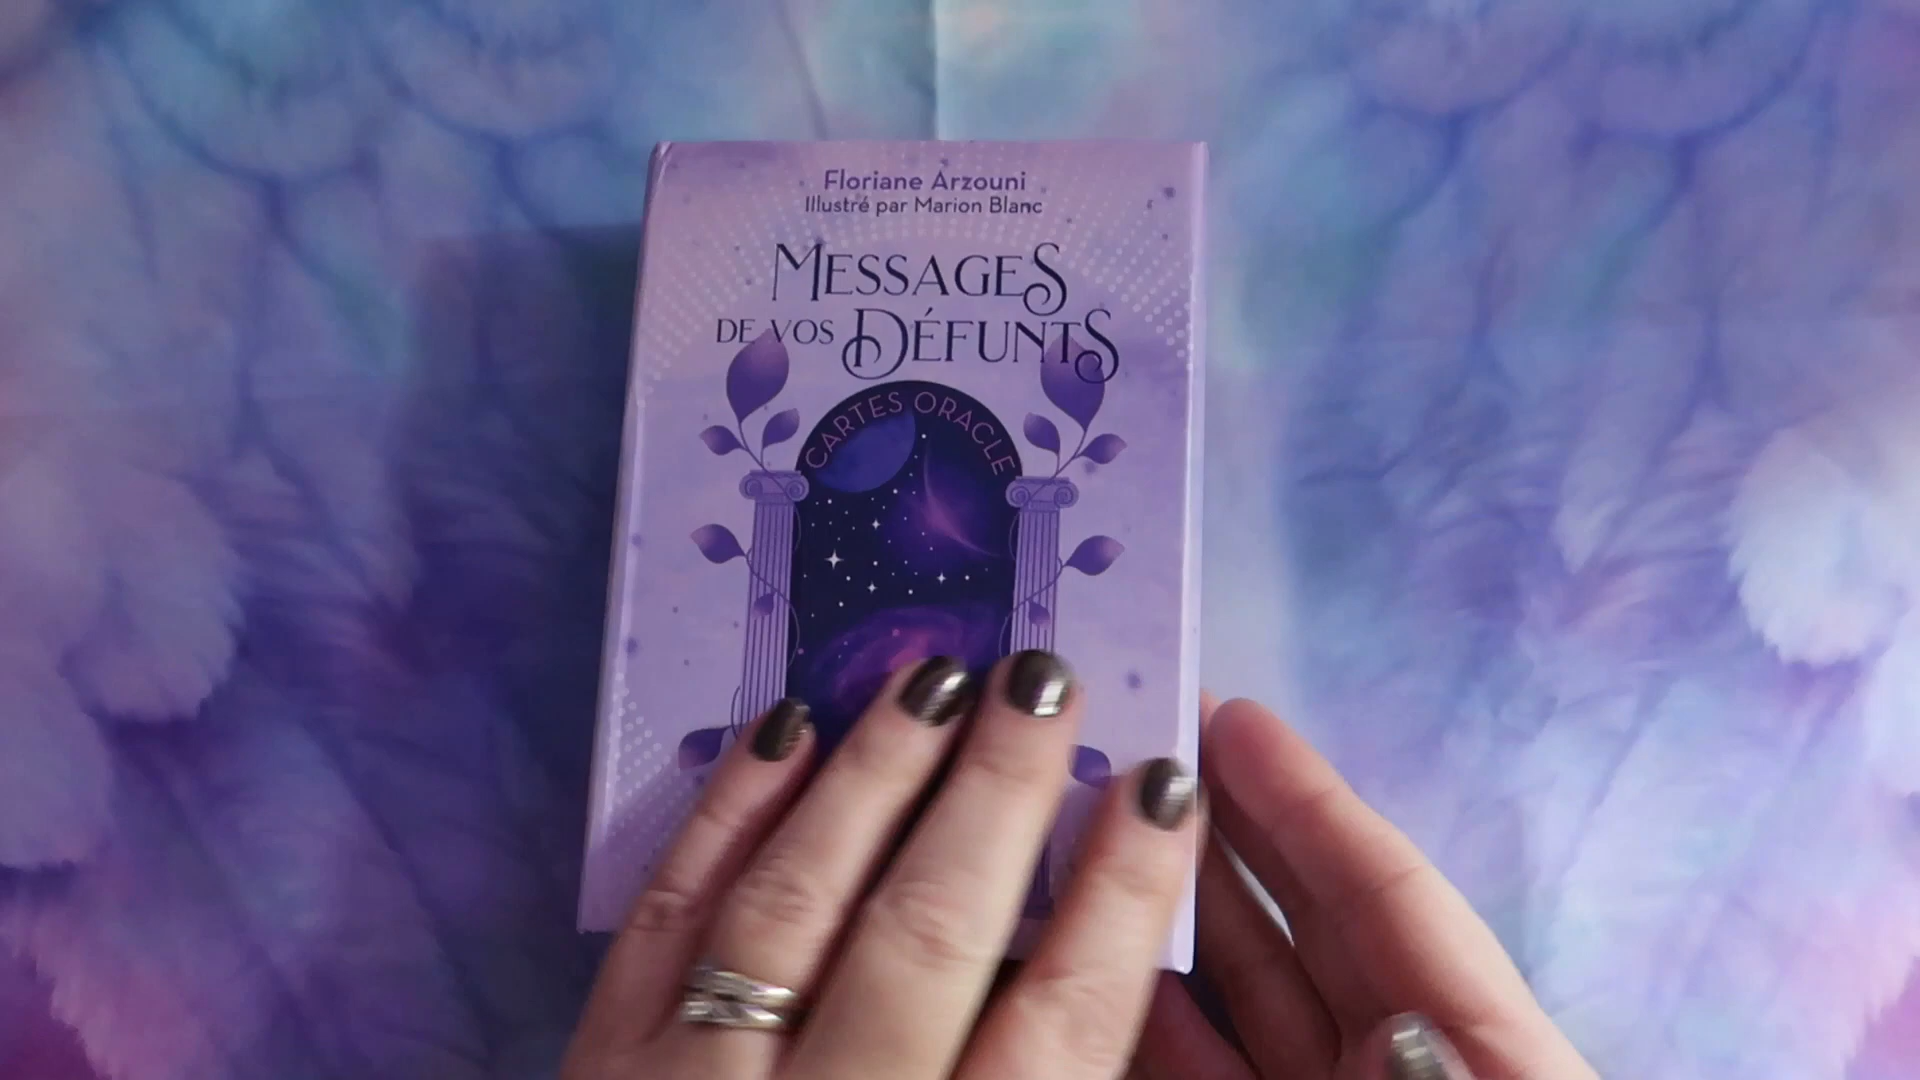 Floriane Arzouni
Illustré par Marion Blanc
MESSAGES
DE VOS DÉFUNTS
CARTES ORACLE